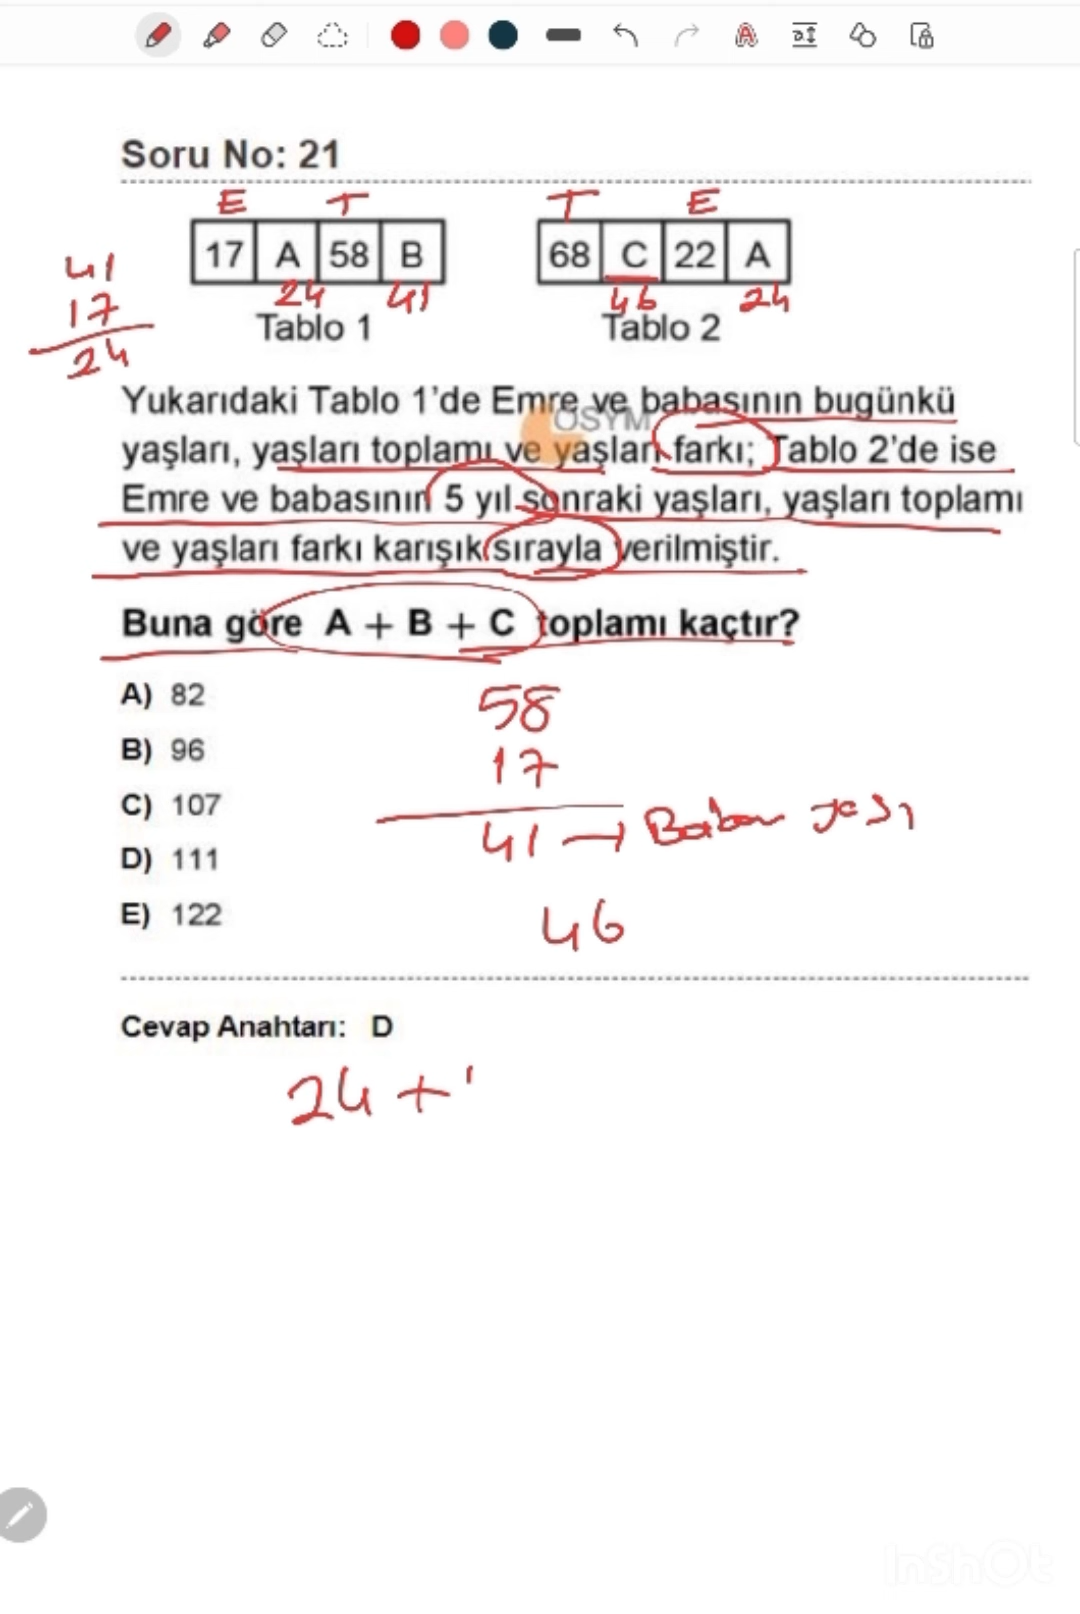 Soru No: 21
E T T E
17 A 58 B 68 C 22 A
24 41 46 24
Tablo 1 Tablo 2
41
17
24
Yukarıdaki Tablo 1'de Emre ve babasının bugünkü
ÖSYM
yaşları, yaşları toplamı ve yaşları farkı; Tablo 2'de ise
Emre ve babasının 5 yıl sonraki yaşları, yaşları toplamı
ve yaşları farkı karışık sırayla verilmiştir.
Buna göre A + B + C toplamı kaçtır?
A) 82
B) 96
C) 107
D) 111
E) 122
58
17
41 → Baban yaşı
46
Cevap Anahtarı: D
24 +
InShOt